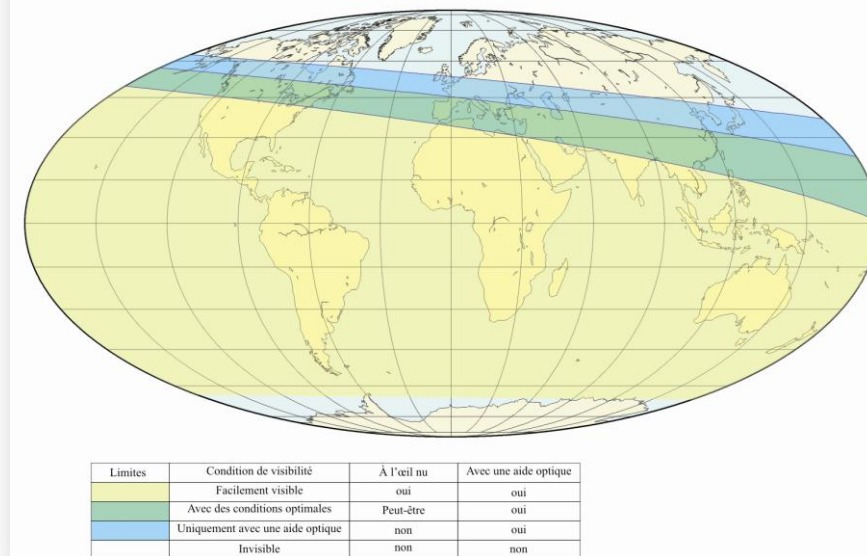 Limites Condition de visibilité À l'œil nu Avec une aide optique
Facilement visible oui oui
Avec des conditions optimales Peut-être oui
Uniquement avec une aide optique non oui
Invisible non non